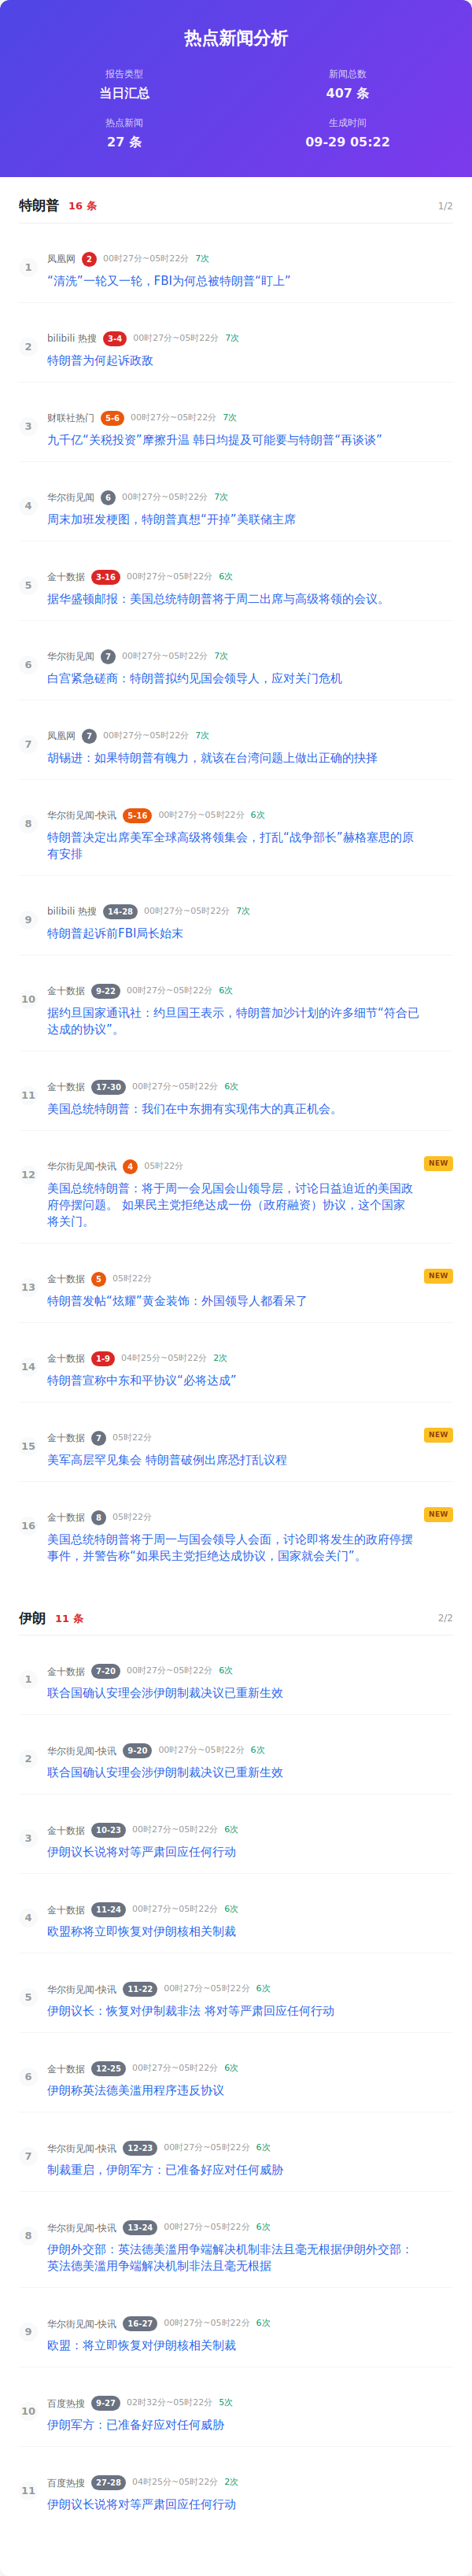 热点新闻分析
报告类型
当日汇总
新闻总数
407 条
热点新闻
27 条
生成时间
09-29 05:22
特朗普 16 条 1/2
1
凤凰网 2 00时27分~05时22分 7次
“清洗”一轮又一轮，FBI为何总被特朗普“盯上”
2
bilibili 热搜 3-4 00时27分~05时22分 7次
特朗普为何起诉政敌
3
财联社热门 5-6 00时27分~05时22分 7次
九千亿“关税投资”摩擦升温 韩日均提及可能要与特朗普“再谈谈”
4
华尔街见闻 6 00时27分~05时22分 7次
周末加班发梗图，特朗普真想“开掉”美联储主席
5
金十数据 3-16 00时27分~05时22分 6次
据华盛顿邮报：美国总统特朗普将于周二出席与高级将领的会议。
6
华尔街见闻 7 00时27分~05时22分 7次
白宫紧急磋商：特朗普拟约见国会领导人，应对关门危机
7
凤凰网 7 00时27分~05时22分 7次
胡锡进：如果特朗普有魄力，就该在台湾问题上做出正确的抉择
8
华尔街见闻-快讯 5-16 00时27分~05时22分 6次
特朗普决定出席美军全球高级将领集会，打乱“战争部长”赫格塞思的原
有安排
9
bilibili 热搜 14-28 00时27分~05时22分 7次
特朗普起诉前FBI局长始末
10
金十数据 9-22 00时27分~05时22分 6次
据约旦国家通讯社：约旦国王表示，特朗普加沙计划的许多细节“符合已
达成的协议”。
11
金十数据 17-30 00时27分~05时22分 6次
美国总统特朗普：我们在中东拥有实现伟大的真正机会。
12
华尔街见闻-快讯 4 05时22分 NEW
美国总统特朗普：将于周一会见国会山领导层，讨论日益迫近的美国政
府停摆问题。 如果民主党拒绝达成一份（政府融资）协议，这个国家
将关门。
13
金十数据 5 05时22分 NEW
特朗普发帖“炫耀”黄金装饰：外国领导人都看呆了
14
金十数据 1-9 04时25分~05时22分 2次
特朗普宣称中东和平协议“必将达成”
15
金十数据 7 05时22分 NEW
美军高层罕见集会 特朗普破例出席恐打乱议程
16
金十数据 8 05时22分 NEW
美国总统特朗普将于周一与国会领导人会面，讨论即将发生的政府停摆
事件，并警告称“如果民主党拒绝达成协议，国家就会关门”。
伊朗 11 条 2/2
1
金十数据 7-20 00时27分~05时22分 6次
联合国确认安理会涉伊朗制裁决议已重新生效
2
华尔街见闻-快讯 9-20 00时27分~05时22分 6次
联合国确认安理会涉伊朗制裁决议已重新生效
3
金十数据 10-23 00时27分~05时22分 6次
伊朗议长说将对等严肃回应任何行动
4
金十数据 11-24 00时27分~05时22分 6次
欧盟称将立即恢复对伊朗核相关制裁
5
华尔街见闻-快讯 11-22 00时27分~05时22分 6次
伊朗议长：恢复对伊制裁非法 将对等严肃回应任何行动
6
金十数据 12-25 00时27分~05时22分 6次
伊朗称英法德美滥用程序违反协议
7
华尔街见闻-快讯 12-23 00时27分~05时22分 6次
制裁重启，伊朗军方：已准备好应对任何威胁
8
华尔街见闻-快讯 13-24 00时27分~05时22分 6次
伊朗外交部：英法德美滥用争端解决机制非法且毫无根据伊朗外交部：
英法德美滥用争端解决机制非法且毫无根据
9
华尔街见闻-快讯 16-27 00时27分~05时22分 6次
欧盟：将立即恢复对伊朗核相关制裁
10
百度热搜 9-27 02时32分~05时22分 5次
伊朗军方：已准备好应对任何威胁
11
百度热搜 27-28 04时25分~05时22分 2次
伊朗议长说将对等严肃回应任何行动